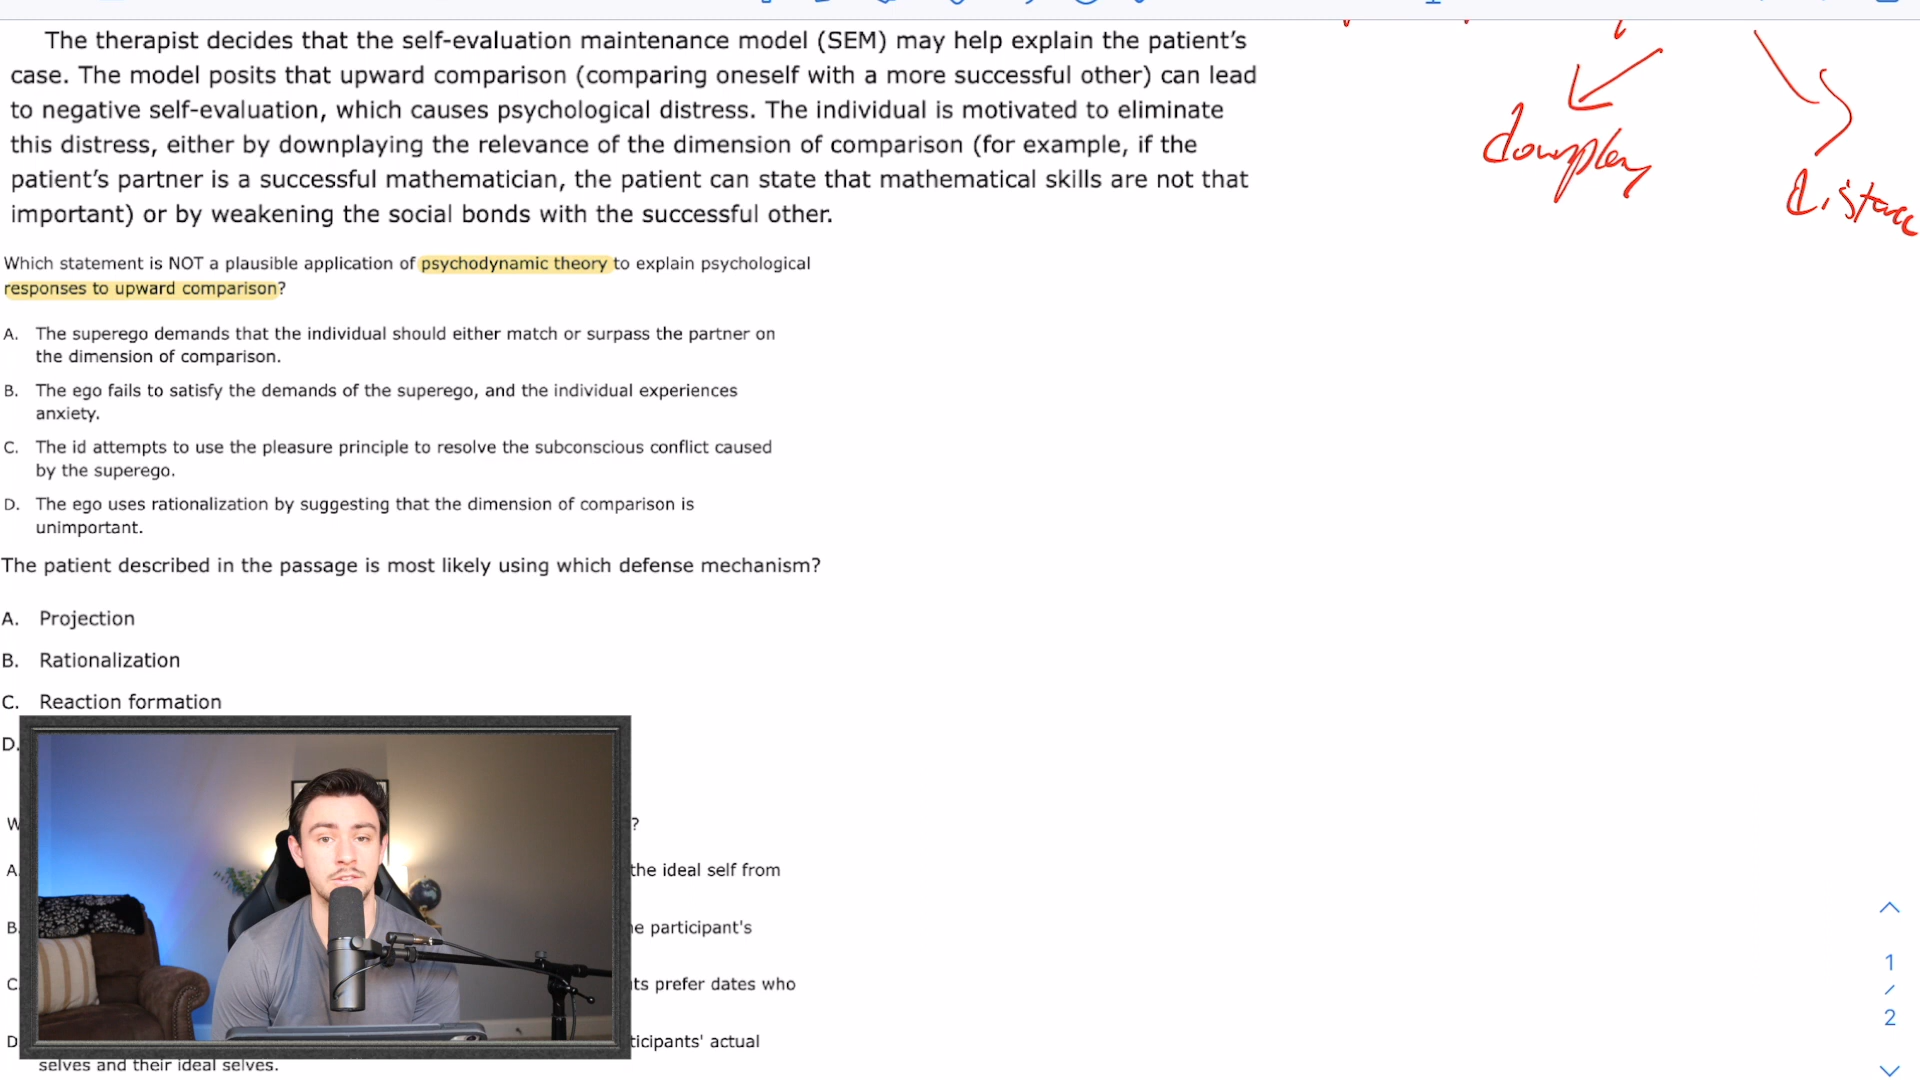 The therapist decides that the self-evaluation maintenance model (SEM) may help explain the patient's
case. The model posits that upward comparison (comparing oneself with a more successful other) can lead
to negative self-evaluation, which causes psychological distress. The individual is motivated to eliminate
this distress, either by downplaying the relevance of the dimension of comparison (for example, if the
patient's partner is a successful mathematician, the patient can state that mathematical skills are not that
important) or by weakening the social bonds with the successful other.
downplay
distance
Which statement is NOT a plausible application of psychodynamic theory to explain psychological
responses to upward comparison?
A. The superego demands that the individual should either match or surpass the partner on
the dimension of comparison.
B. The ego fails to satisfy the demands of the superego, and the individual experiences
anxiety.
C. The id attempts to use the pleasure principle to resolve the subconscious conflict caused
by the superego.
D. The ego uses rationalization by suggesting that the dimension of comparison is
unimportant.
The patient described in the passage is most likely using which defense mechanism?
A. Projection
B. Rationalization
C. Reaction formation
D.
W ?
A. the ideal self from
B. participant's
C. prefer dates who
D actual
selves and their ideal selves.
1
/
2